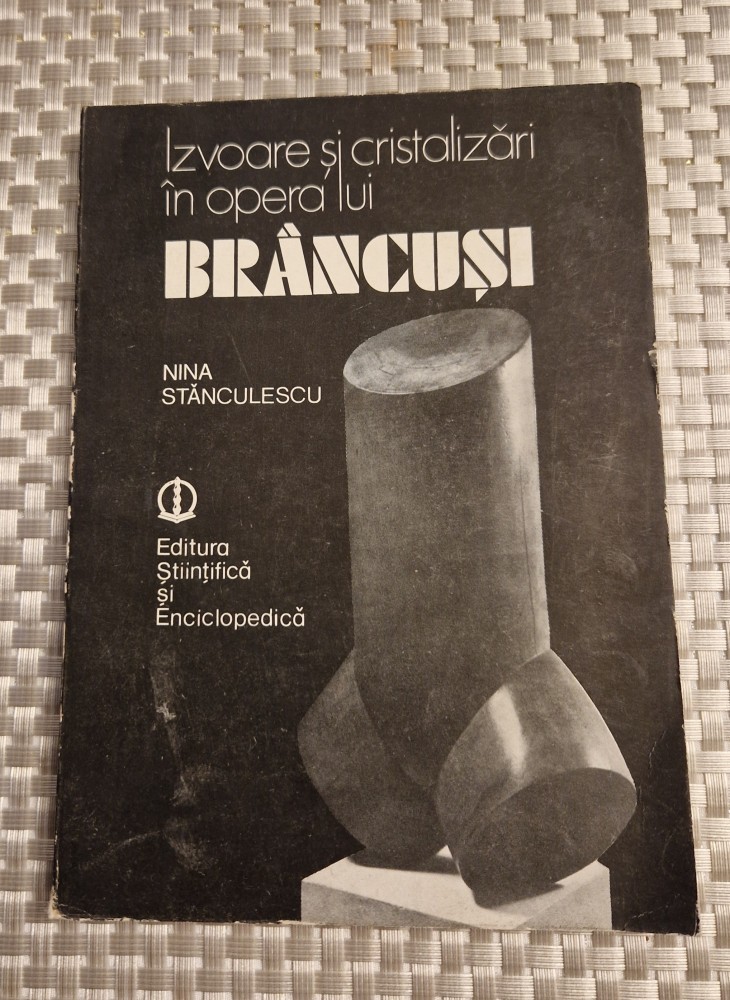 Izvoare și cristalizări
în opera lui
BRÂNCUȘI
NINA
STĂNCULESCU
Editura
Științifică
și
Enciclopedică